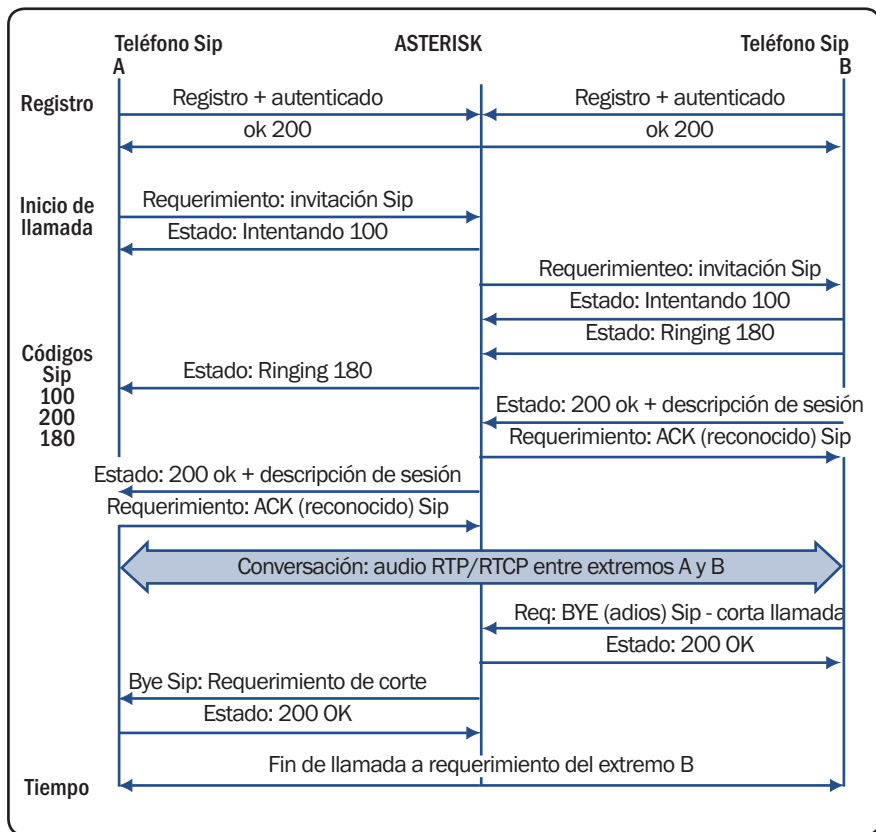 Teléfono Sip
A
ASTERISK
Teléfono Sip
B
Registro
Registro + autenticado
Registro + autenticado
ok 200
ok 200
Inicio de
llamada
Requerimiento: invitación Sip
Estado: Intentando 100
Requerimienteo: invitación Sip
Estado: Intentando 100
Estado: Ringing 180
Códigos
Sip
100
200
180
Estado: Ringing 180
Estado: 200 ok + descripción de sesión
Requerimiento: ACK (reconocido) Sip
Estado: 200 ok + descripción de sesión
Requerimiento: ACK (reconocido) Sip
Conversación: audio RTP/RTCP entre extremos A y B
Req: BYE (adios) Sip - corta llamada
Estado: 200 OK
Bye Sip: Requerimiento de corte
Estado: 200 OK
Fin de llamada a requerimiento del extremo B
Tiempo